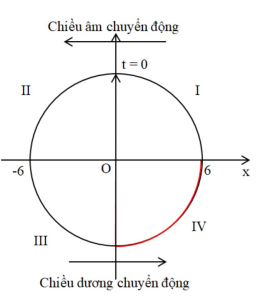 Chiều âm chuyển động
t = 0
II
I
-6
O
6
x
III
IV
Chiều dương chuyển động